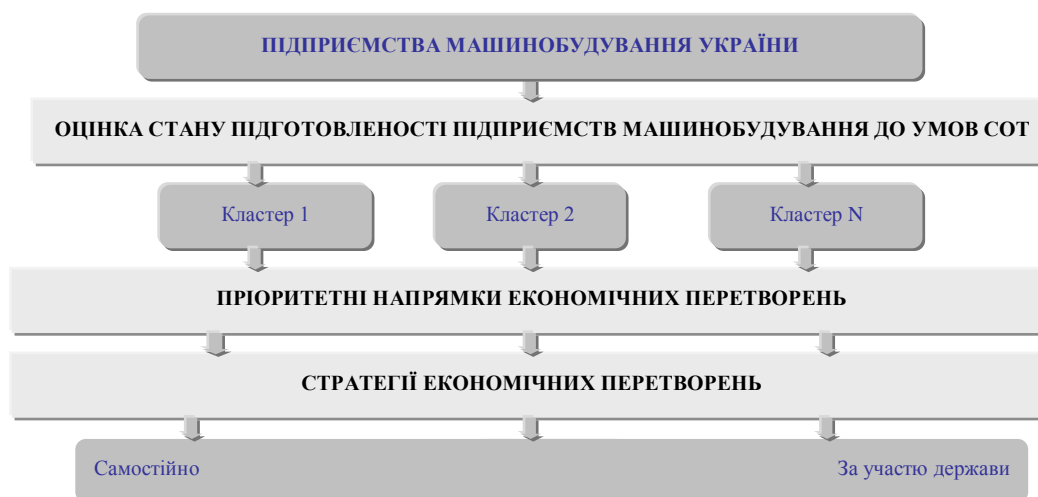 ПІДПРИЄМСТВА МАШИНОБУДУВАННЯ УКРАЇНИ
ОЦІНКА СТАНУ ПІДГОТОВЛЕНОСТІ ПІДПРИЄМСТВ МАШИНОБУДУВАННЯ ДО УМОВ СОТ
Кластер 1
Кластер 2
Кластер N
ПРІОРИТЕТНІ НАПРЯМКИ ЕКОНОМІЧНИХ ПЕРЕТВОРЕНЬ
СТРАТЕГІЇ ЕКОНОМІЧНИХ ПЕРЕТВОРЕНЬ
Самостійно
За участю держави